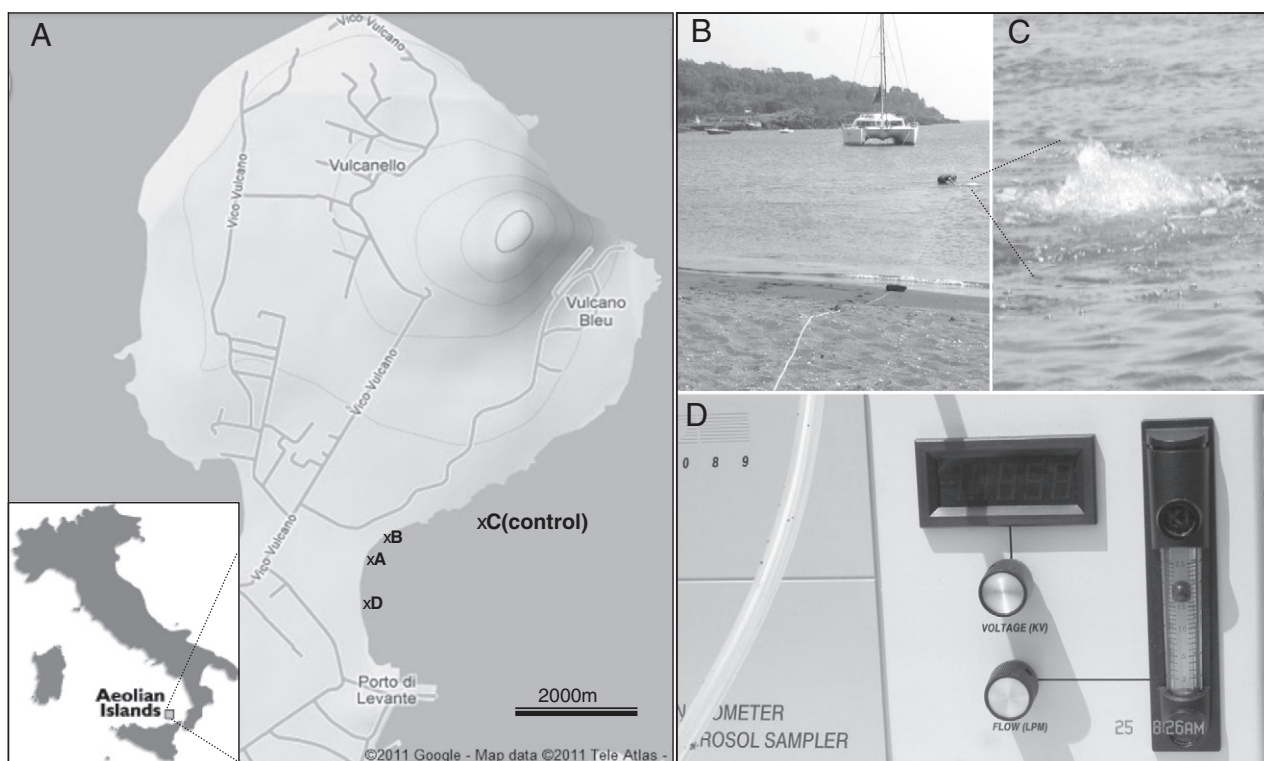 A
Vico Vulcano
Vico Vulcano
Vulcanello
Vulcano
Bleu
Vico Vulcano
xC(control)
xB
xA
Vico Vulcano
xD
Porto di
Levante
2000m
Aeolian
Islands
©2011 Google - Map data ©2011 Tele Atlas -
B
C
D
0 8 9
VOLTAGE (KV)
FLOW (LPM)
OMETER
ROSOL SAMPLER
25 8:26AM